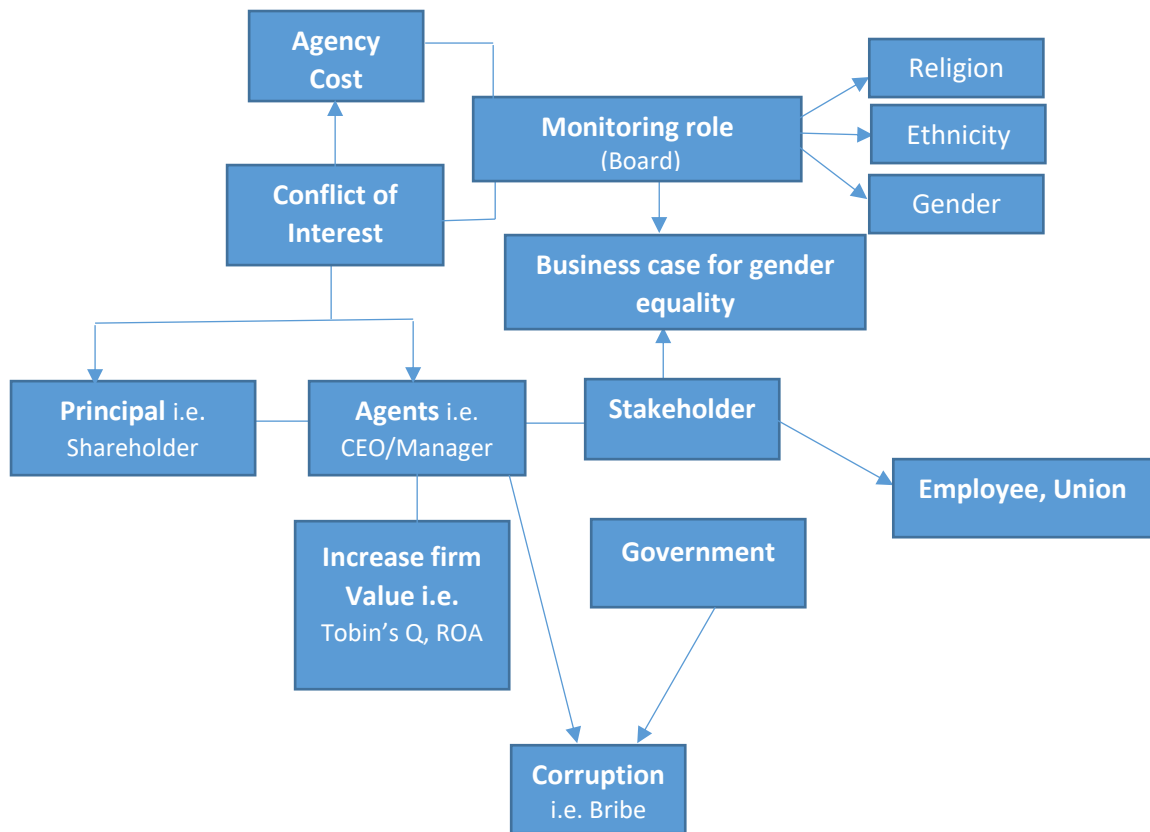 Agency
Cost
Religion
Monitoring role
(Board)
Ethnicity
Conflict of
Interest
Gender
Business case for gender
equality
Principal i.e.
Shareholder
Agents i.e.
CEO/Manager
Stakeholder
Employee, Union
Increase firm
Value i.e.
Tobin’s Q, ROA
Government
Corruption
i.e. Bribe